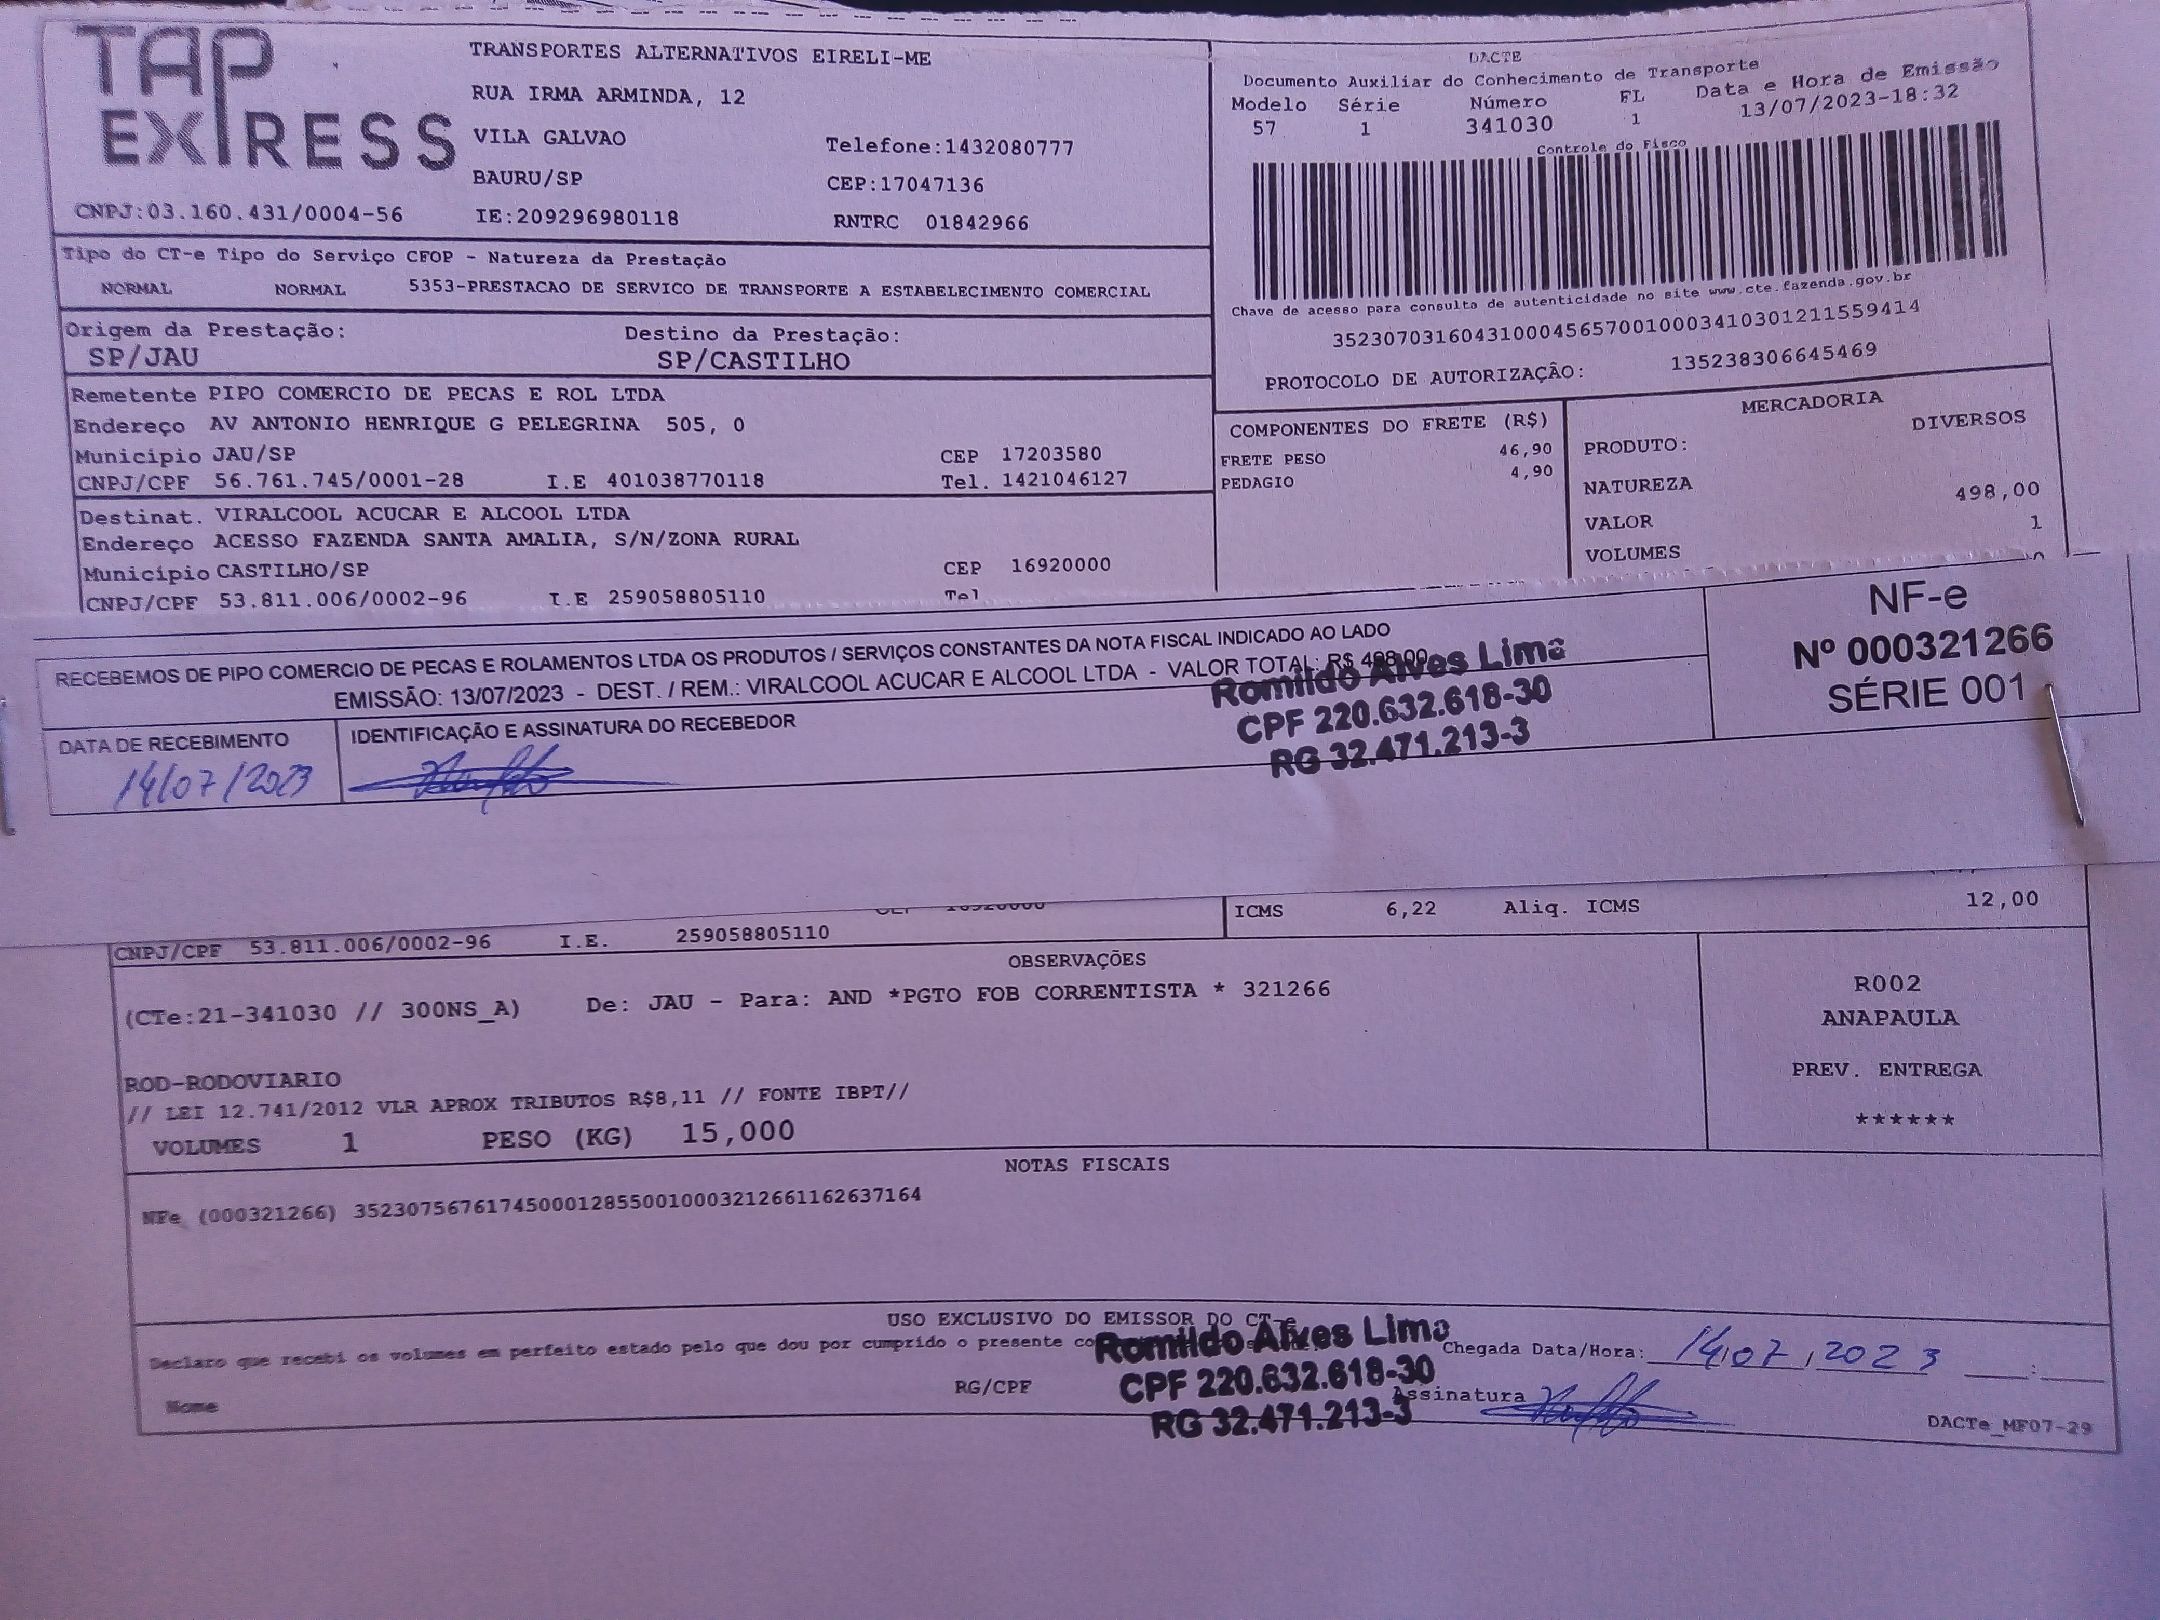 TAP EXPRESS
TRANSPORTES ALTERNATIVOS EIRELI-ME
RUA IRMA ARMINDA, 12
VILA GALVAO Telefone:1432080777
BAURU/SP CEP:17047136
CNPJ:03.160.431/0004-56 IE:209296980118 RNTRC 01842966
DACTE
Documento Auxiliar do Conhecimento de Transporte
Modelo Série Número FL Data e Hora de Emissão
57 1 341030 1 13/07/2023-18:32
Controle do Fisco
Chave de acesso para consulta de autenticidade no site www.cte.fazenda.gov.br
35230703160431000456570010003410301211559414
PROTOCOLO DE AUTORIZAÇÃO: 135238306645469
Tipo do CT-e Tipo do Serviço CFOP - Natureza da Prestação
NORMAL NORMAL 5353-PRESTACAO DE SERVICO DE TRANSPORTE A ESTABELECIMENTO COMERCIAL
Origem da Prestação: Destino da Prestação:
SP/JAU SP/CASTILHO
Remetente PIPO COMERCIO DE PECAS E ROL LTDA
Endereço AV ANTONIO HENRIQUE G PELEGRINA 505, 0
Municipio JAU/SP CEP 17203580
CNPJ/CPF 56.761.745/0001-28 I.E 401038770118 Tel. 1421046127
Destinat. VIRALCOOL ACUCAR E ALCOOL LTDA
Endereço ACESSO FAZENDA SANTA AMALIA, S/N/ZONA RURAL
Município CASTILHO/SP CEP 16920000
CNPJ/CPF 53.811.006/0002-96 I.E 259058805110 Tel
COMPONENTES DO FRETE (R$)
FRETE PESO 46,90
PEDAGIO 4,90
MERCADORIA
PRODUTO: DIVERSOS
NATUREZA
VALOR 498,00
VOLUMES 1
RECEBEMOS DE PIPO COMERCIO DE PECAS E ROLAMENTOS LTDA OS PRODUTOS / SERVIÇOS CONSTANTES DA NOTA FISCAL INDICADO AO LADO
EMISSÃO: 13/07/2023 - DEST. / REM.: VIRALCOOL ACUCAR E ALCOOL LTDA - VALOR TOTAL: R$ 498,00
NF-e
Nº 000321266
SÉRIE 001
DATA DE RECEBIMENTO IDENTIFICAÇÃO E ASSINATURA DO RECEBEDOR
14/07/2023
Romildo Alves Lima
CPF 220.632.618-30
RG 32.471.213-3
ICMS 6,22 Aliq. ICMS 12,00
CNPJ/CPF 53.811.006/0002-96 I.E. 259058805110
OBSERVAÇÕES
(CTe:21-341030 // 300NS_A) De: JAU - Para: AND *PGTO FOB CORRENTISTA * 321266
ROD-RODOVIARIO
// LEI 12.741/2012 VLR APROX TRIBUTOS R$8,11 // FONTE IBPT//
VOLUMES 1 PESO (KG) 15,000
R002
ANAPAULA
PREV. ENTREGA
******
NOTAS FISCAIS
NFe (000321266) 35230756761745000128550010003212661162637164
USO EXCLUSIVO DO EMISSOR DO CT-e
Declaro que recebi os volumes em perfeito estado pelo que dou por cumprido o presente
Romildo Alves Lima
CPF 220.632.618-30
RG 32.471.213-3
Chegada Data/Hora: 14/07/2023
Nome RG/CPF Assinatura
DACTe_MF07-29